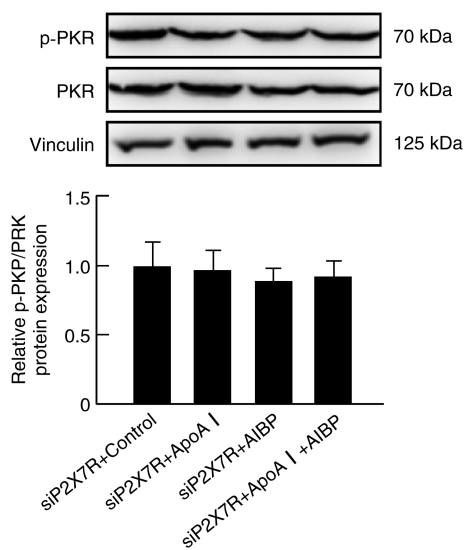 p-PKR 70 kDa
PKR 70 kDa
Vinculin 125 kDa
1.5
1.0
0.5
0
Relative p-PKP/PRK
protein expression
siP2X7R+Control
siP2X7R+ApoA I
siP2X7R+AIBP
siP2X7R+ApoA I +AIBP